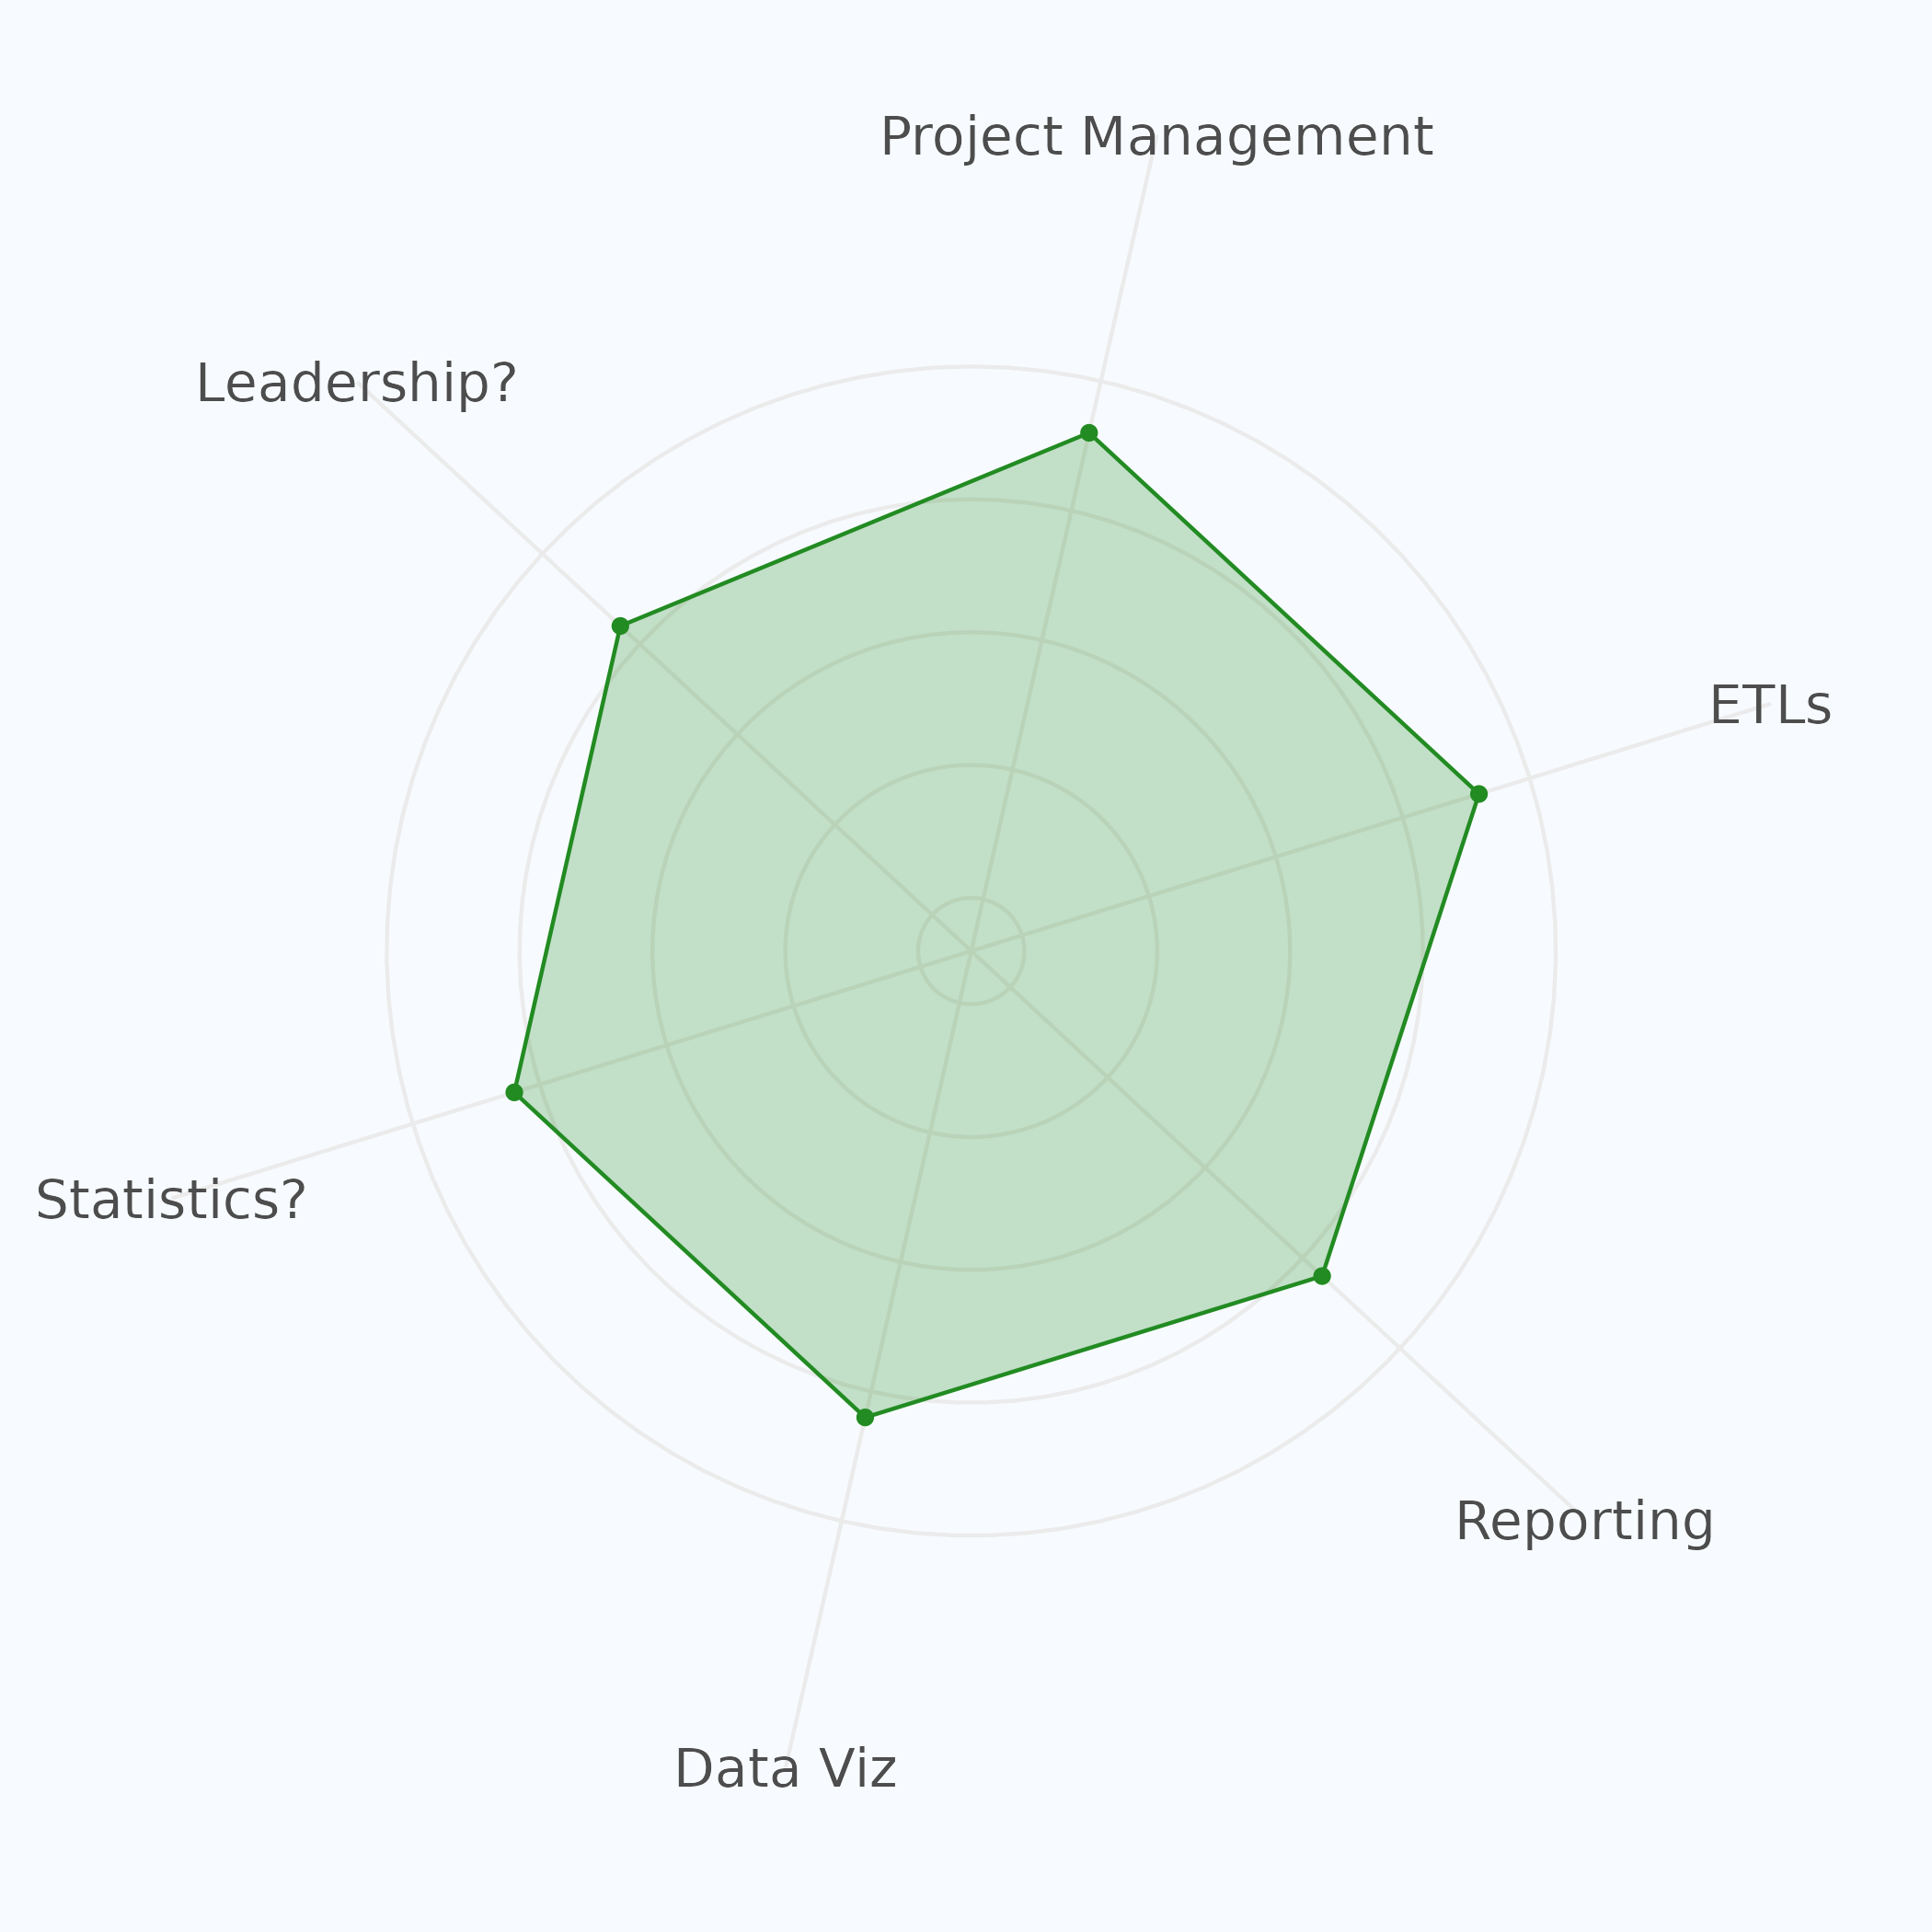 Project Management
Leadership?
ETLs
Statistics?
Reporting
Data Viz